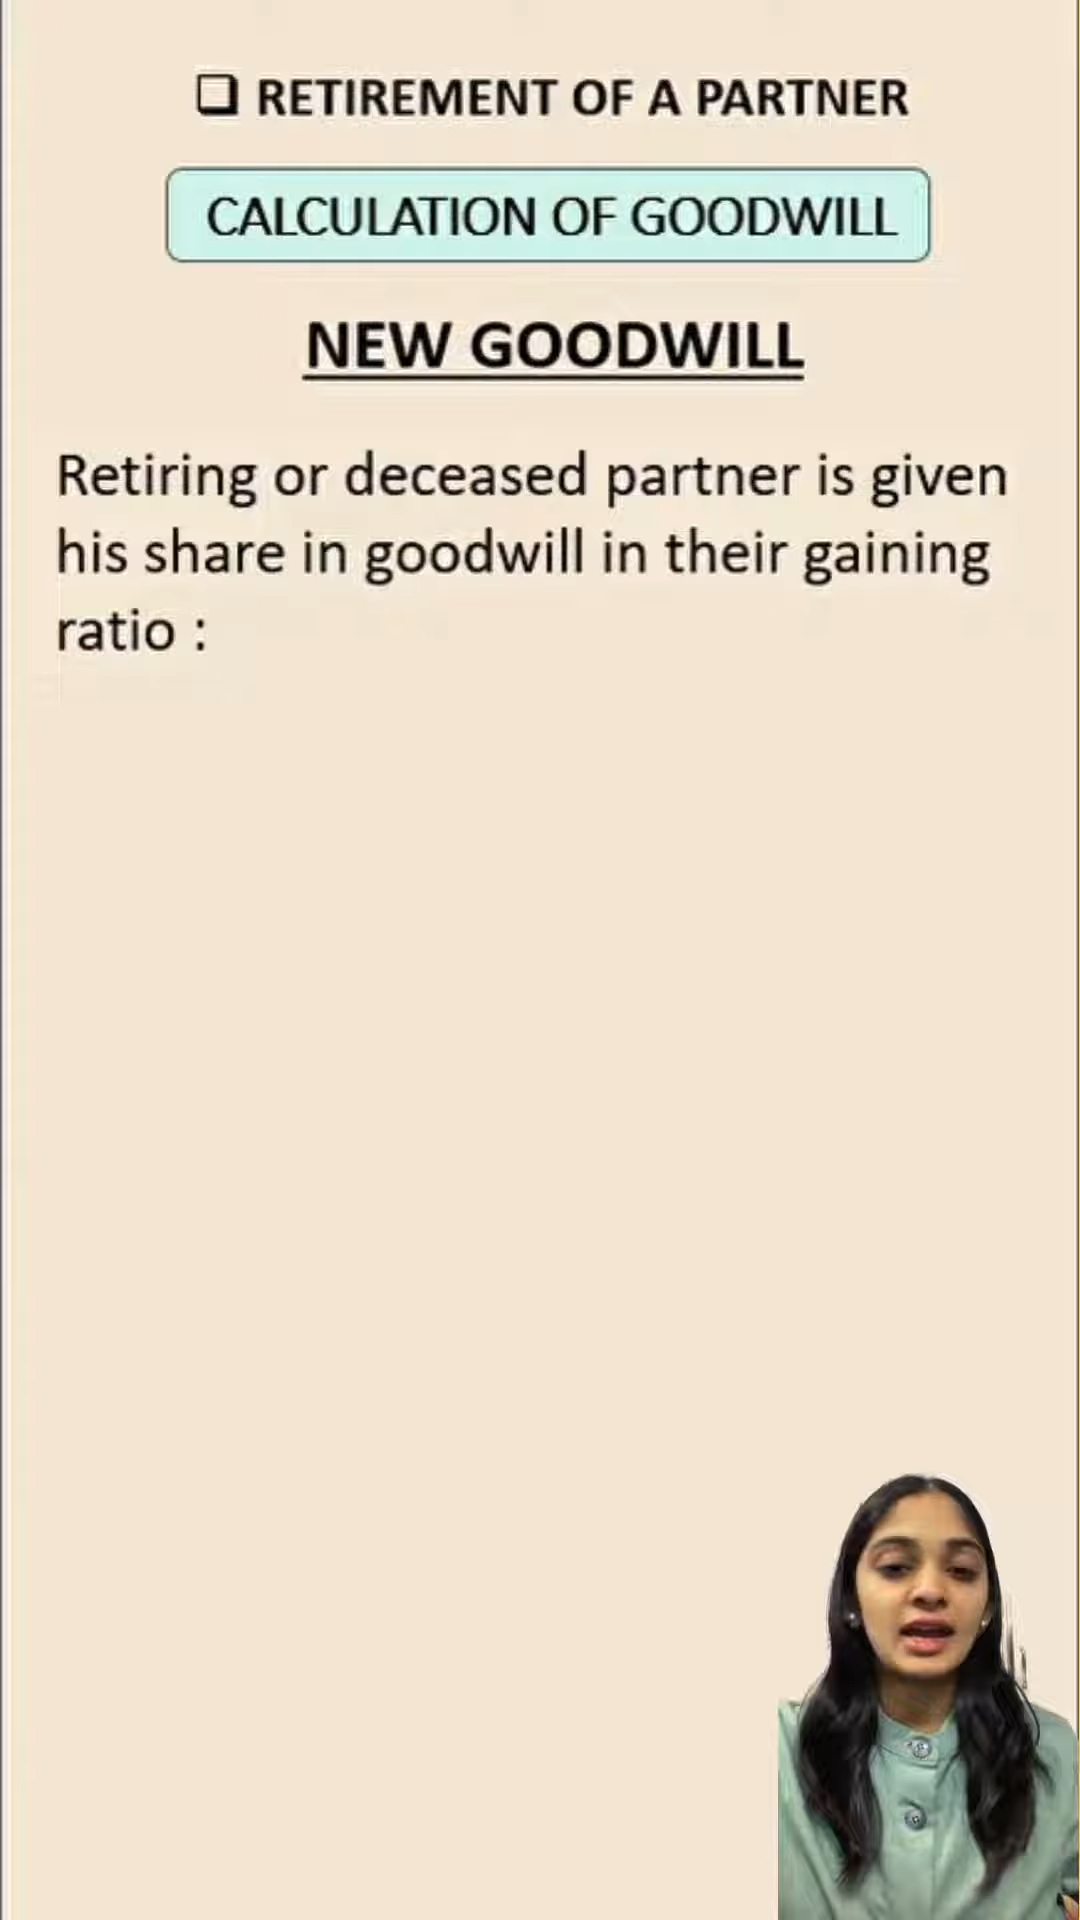 ❑ RETIREMENT OF A PARTNER
CALCULATION OF GOODWILL
NEW GOODWILL
Retiring or deceased partner is given
his share in goodwill in their gaining
ratio :